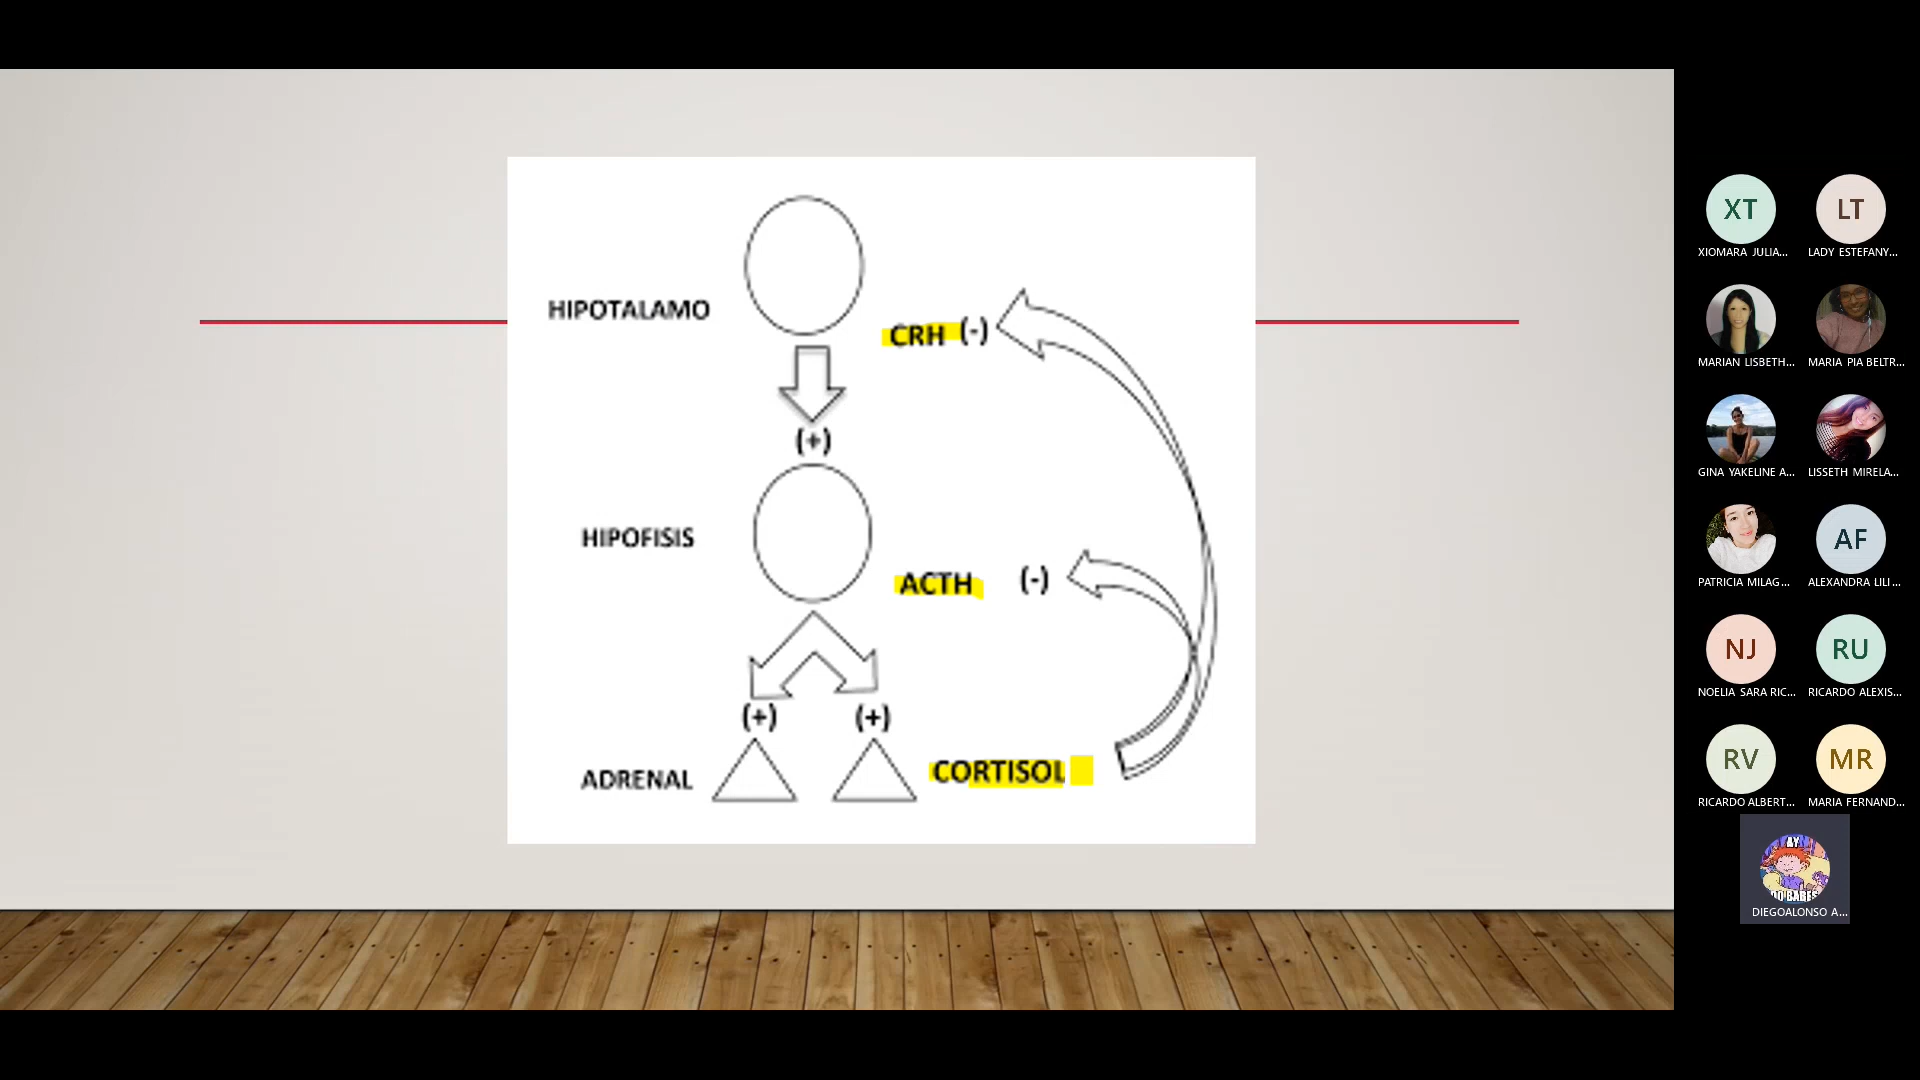 HIPOTALAMO
CRH (-)
(+)
HIPOFISIS
ACTH (-)
(+) (+)
ADRENAL
CORTISOL
XT
LT
XIOMARA JULIA...
LADY ESTEFANY...
MARIAN LISBETH...
MARIA PIA BELTR...
GINA YAKELINE A...
LISSETH MIRELA...
PATRICIA MILAG...
AF
ALEXANDRA LILI...
NJ
RU
NOELIA SARA RIC...
RICARDO ALEXIS...
RV
MR
RICARDO ALBERT...
MARIA FERNAND...
AY
DIEGOALONSO A...